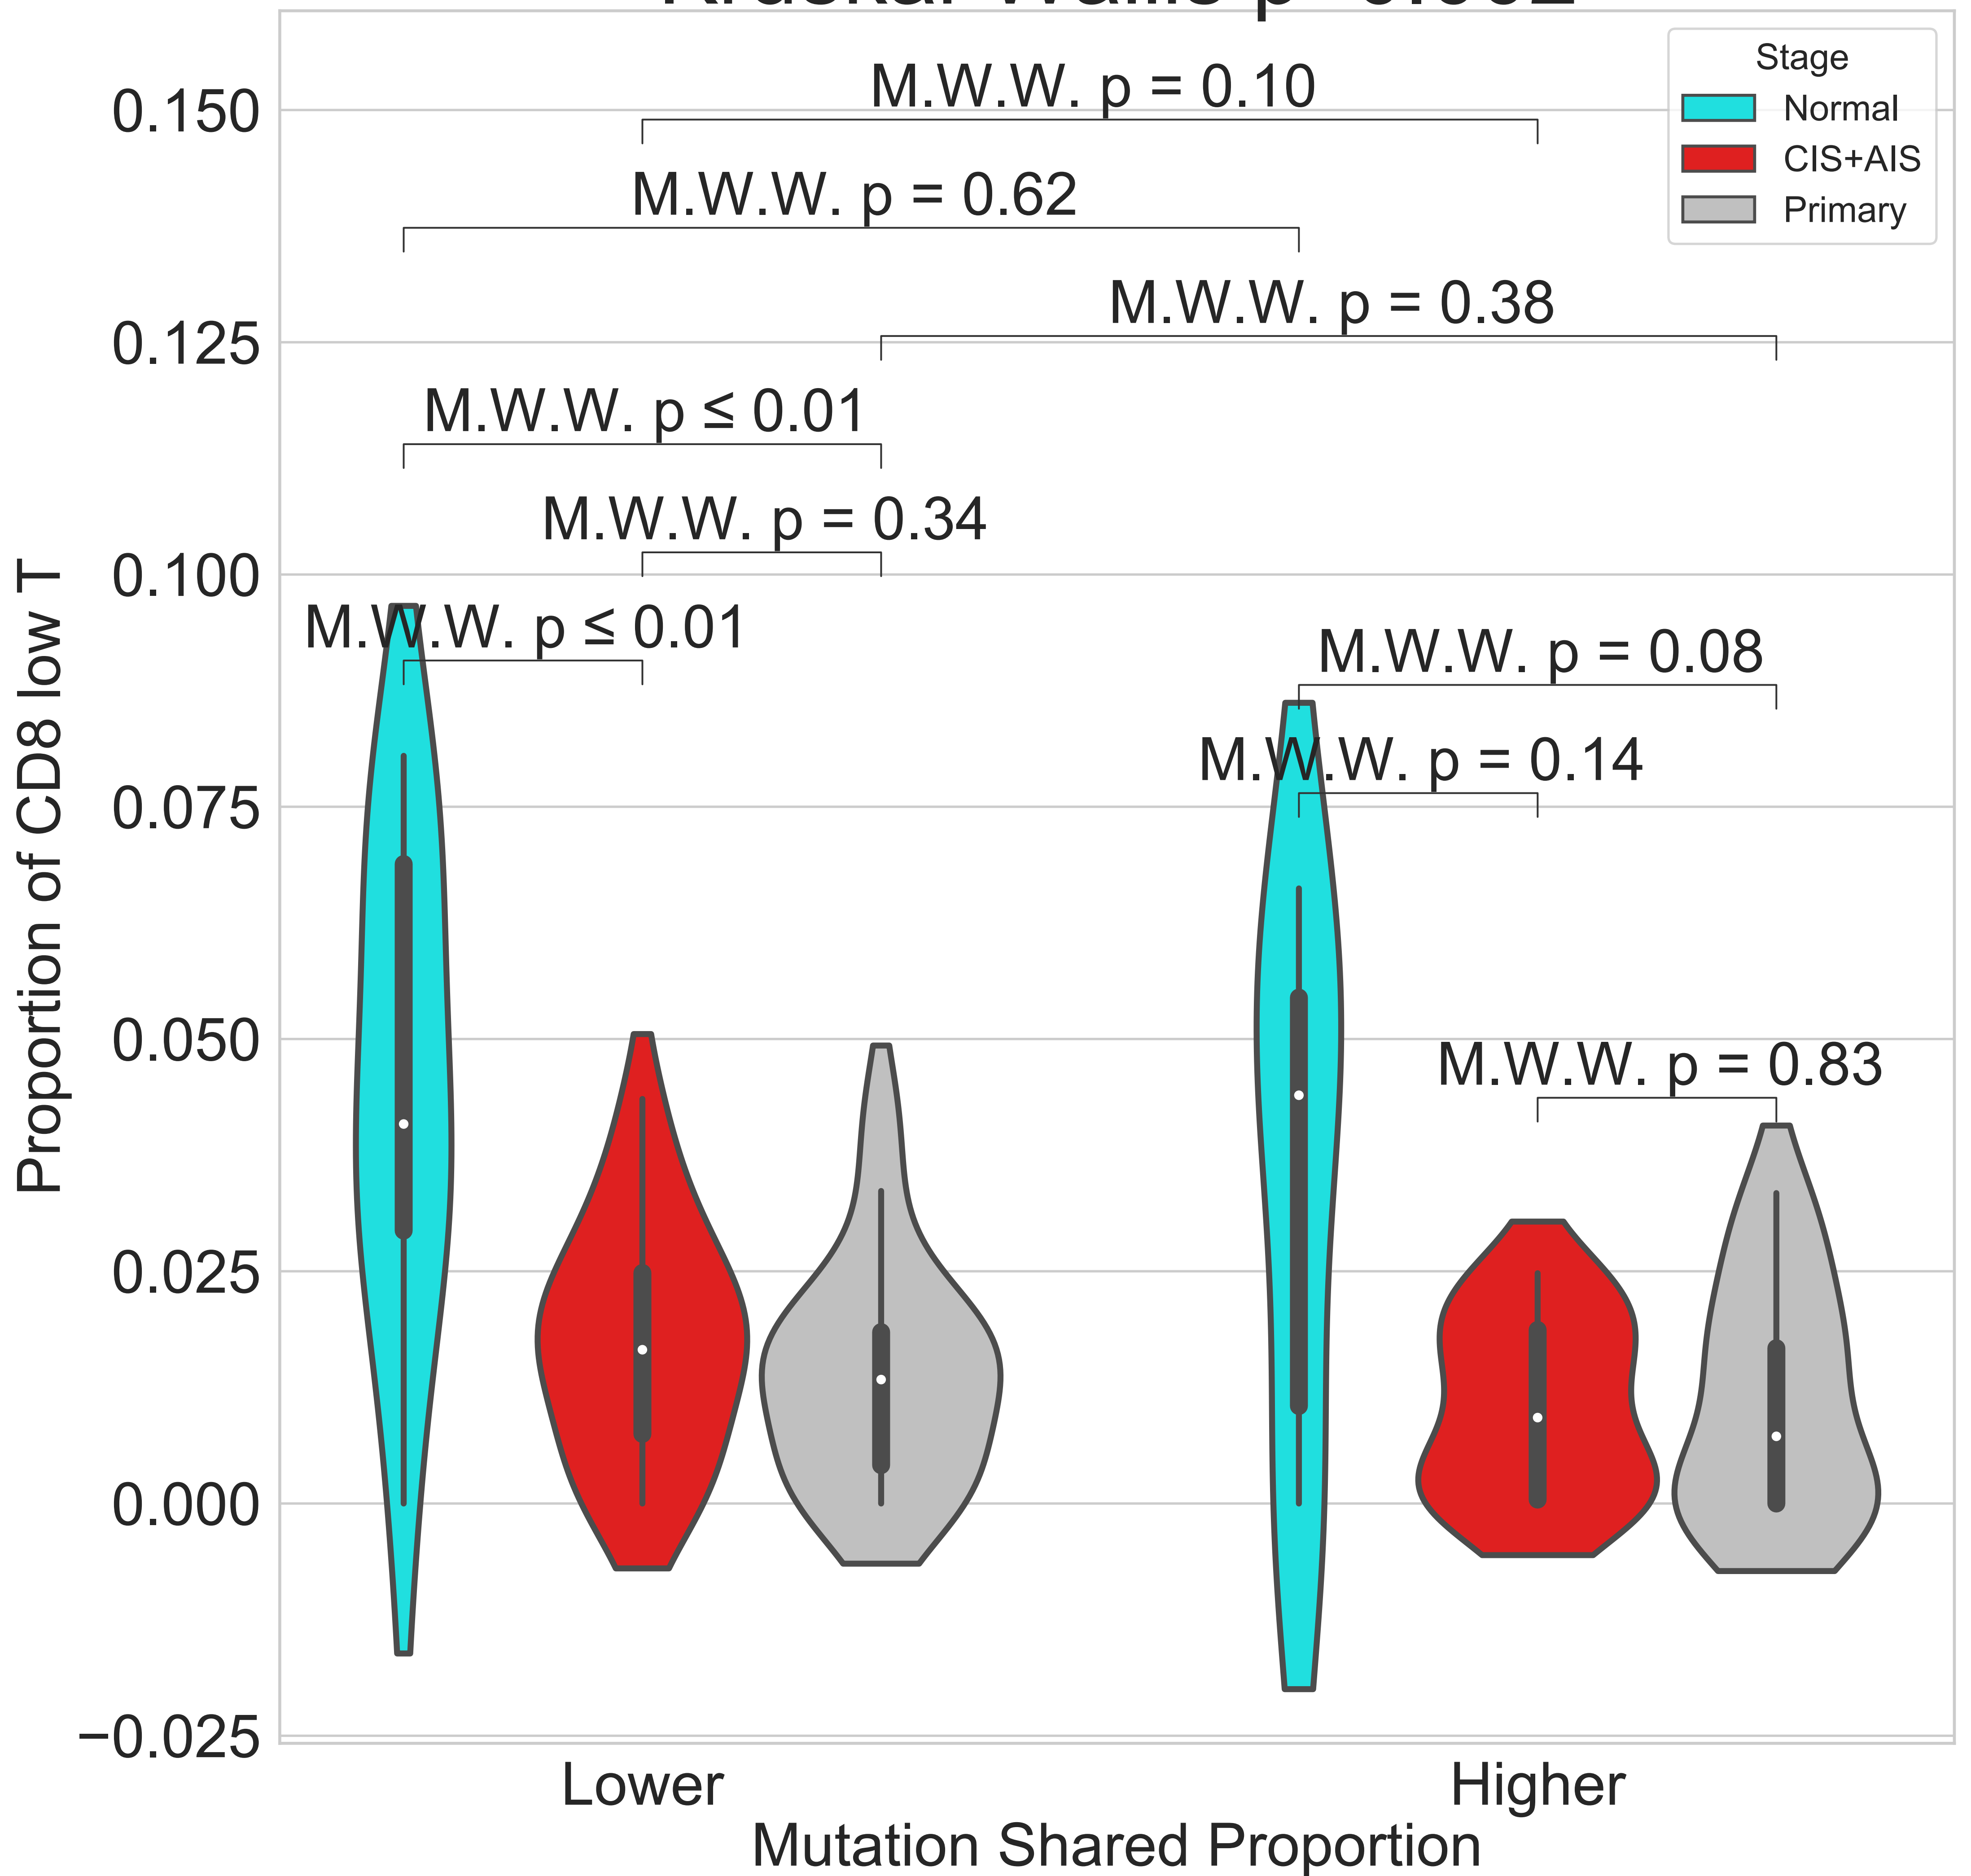 Stage
Normal
CIS+AIS
Primary
M.W.W. p = 0.10
M.W.W. p = 0.62
M.W.W. p = 0.38
M.W.W. p ≤ 0.01
M.W.W. p = 0.34
M.W.W. p ≤ 0.01
M.W.W. p = 0.08
M.W.W. p = 0.14
M.W.W. p = 0.83
0.150
0.125
0.100
0.075
0.050
0.025
0.000
−0.025
Proportion of CD8 low T
Lower
Higher
Mutation Shared Proportion